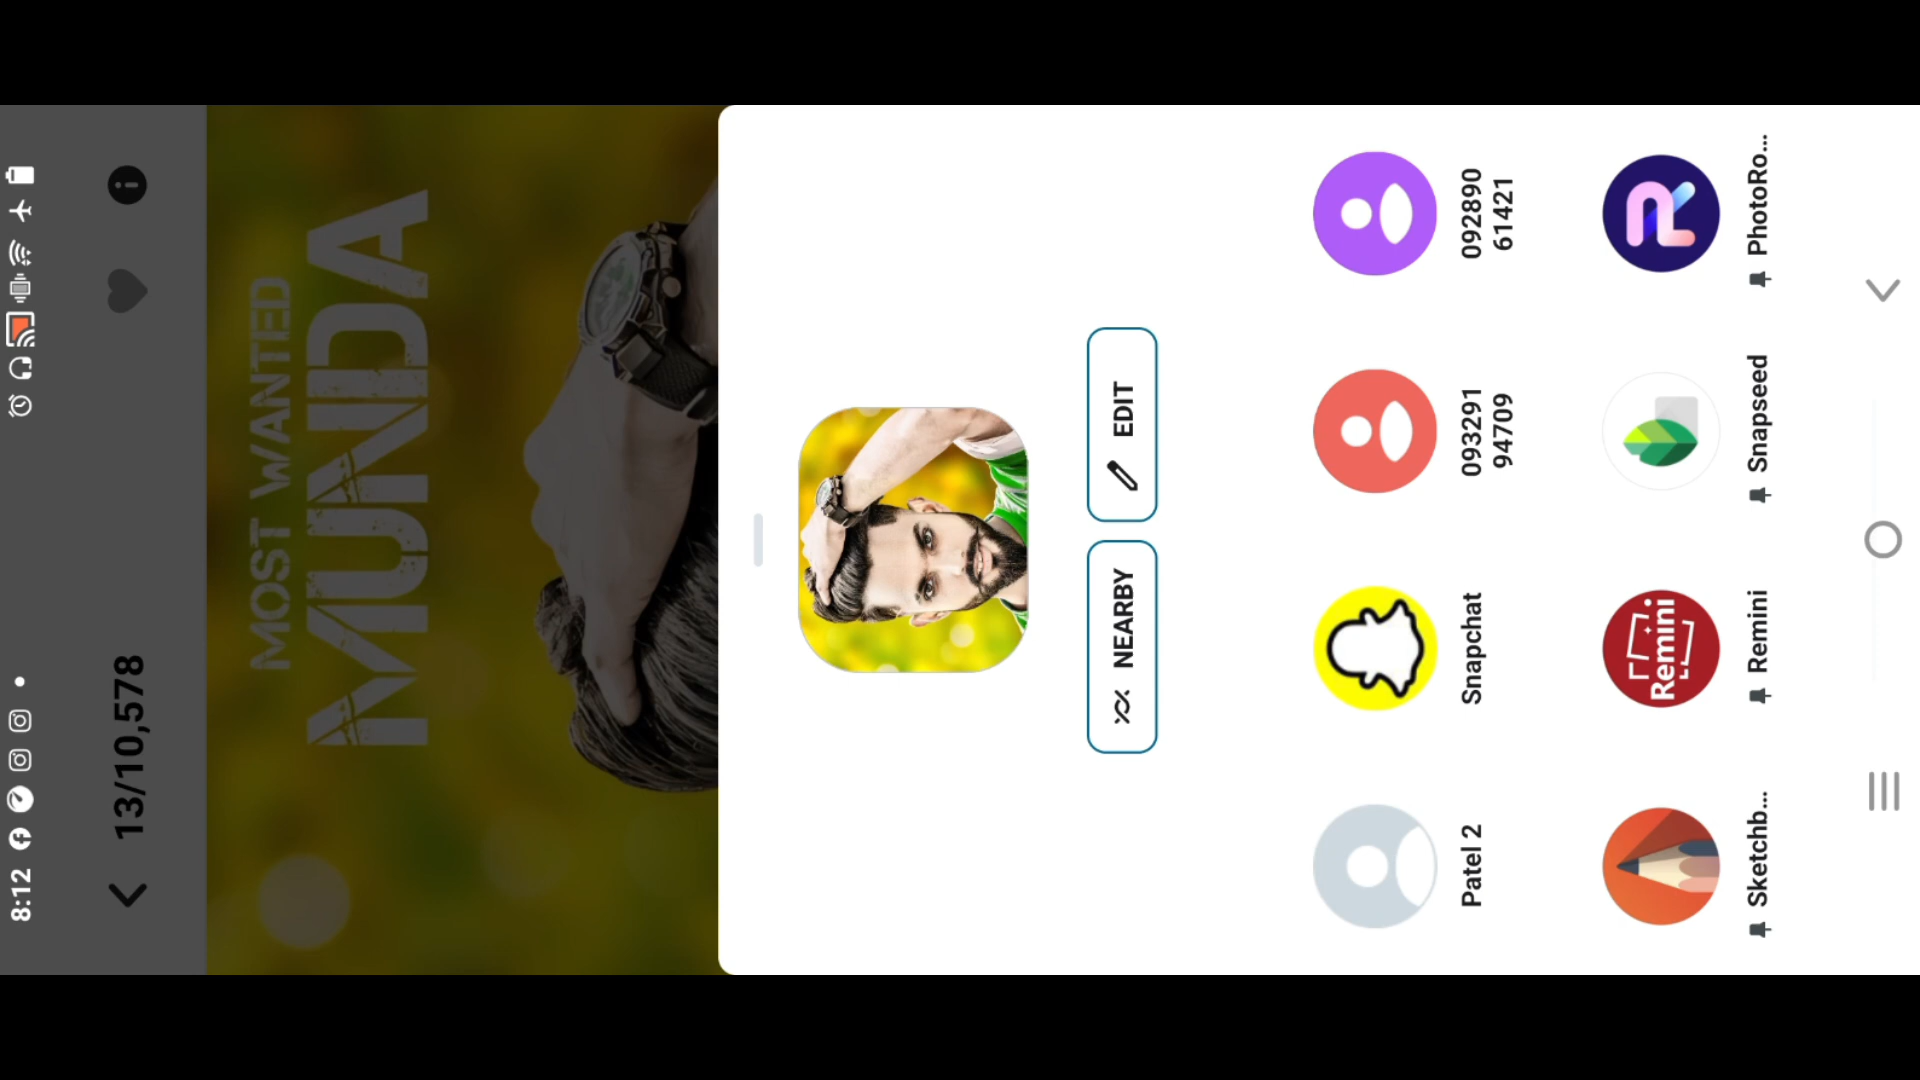 8:12
13/10,578
MOST WANTED
MUNDA
NEARBY
EDIT
Patel 2
Snapchat
093291
94709
092890
61421
Sketchb...
Remini
Remini
Snapseed
PhotoRo...